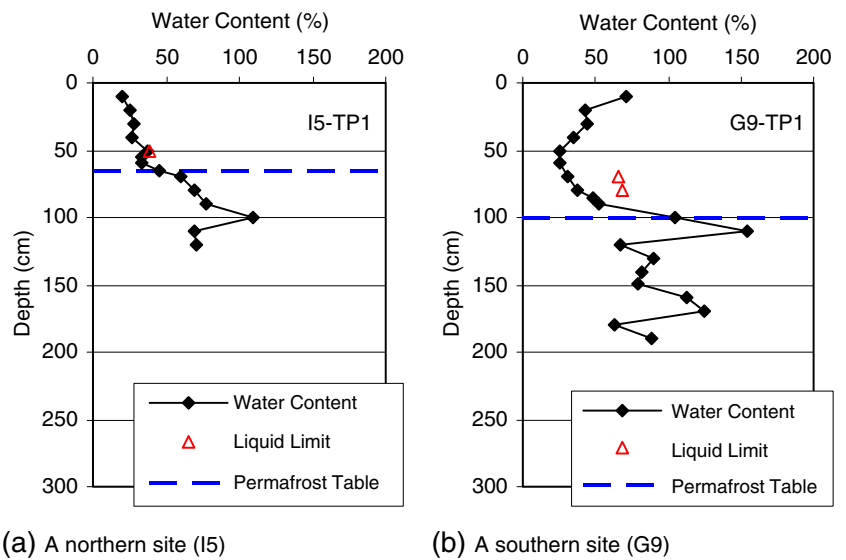 Water Content (%)
0 50 100 150 200
0
50
100
150
200
250
300
Depth (cm)
I5-TP1
Water Content
Liquid Limit
Permafrost Table
(a) A northern site (I5)
Water Content (%)
0 50 100 150 200
0
50
100
150
200
250
300
Depth (cm)
G9-TP1
Water Content
Liquid Limit
Permafrost Table
(b) A southern site (G9)